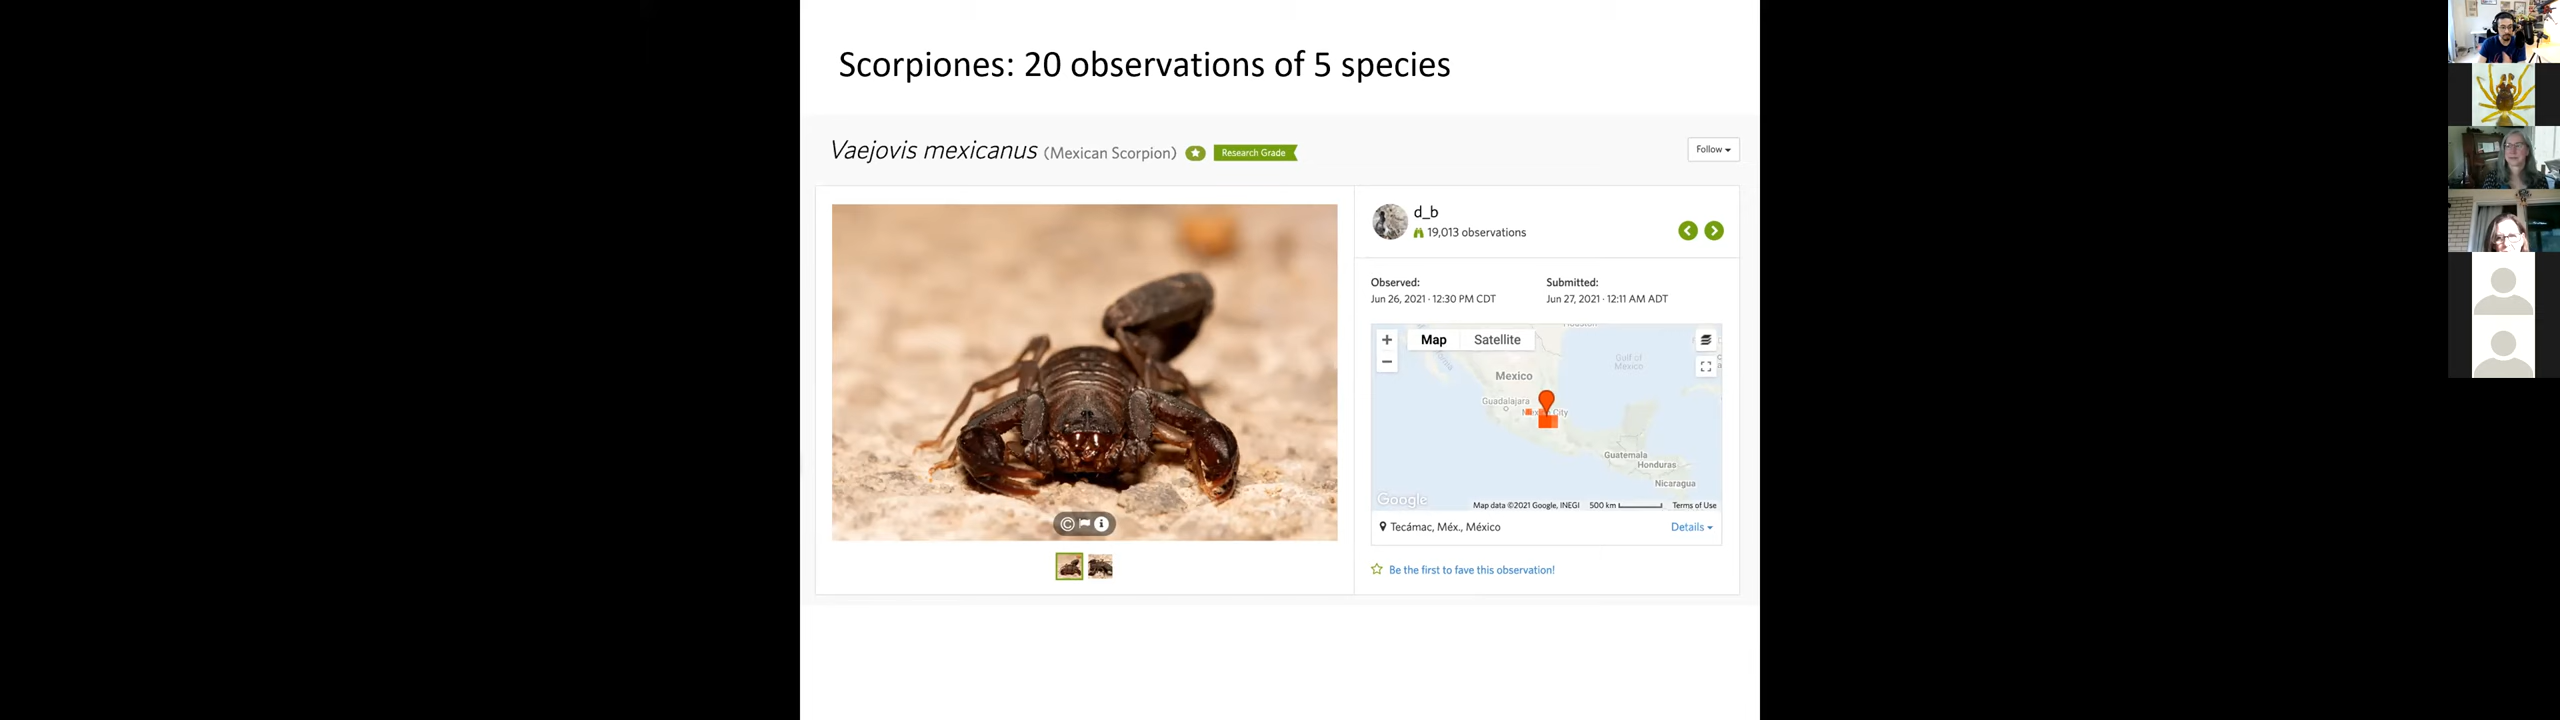 Scorpiones: 20 observations of 5 species
Vaejovis mexicanus (Mexican Scorpion) Research Grade
Follow
d_b
19,013 observations
Observed:
Jun 26, 2021 · 12:30 PM CDT
Submitted:
Jun 27, 2021 · 12:11 AM ADT
+
−
Map Satellite
Gulf of
Mexico
Mexico
Guadalajara
Guatemala
Honduras
Nicaragua
Google
Map data ©2021 Google, INEGI 500 km Terms of Use
Tecámac, Méx., México
Details
Be the first to fave this observation!